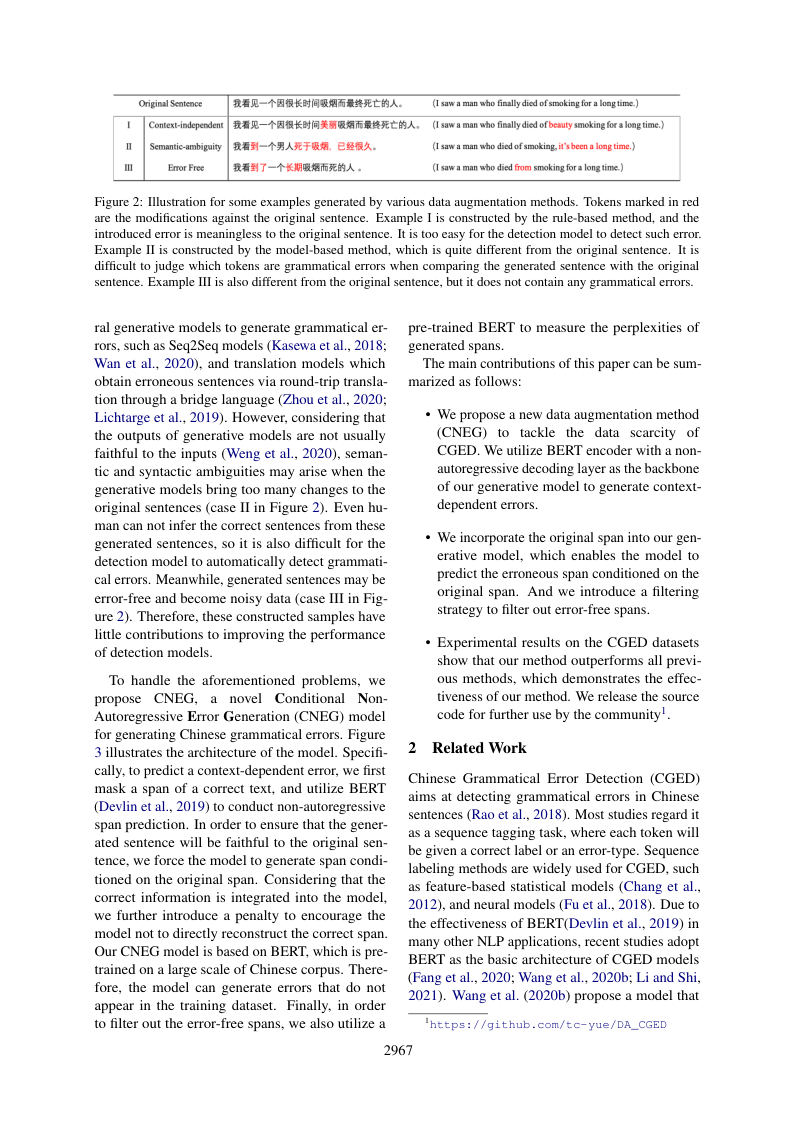 Original Sentence 我看见一个因很长时间吸烟而最终死亡的人。 (I saw a man who finally died of smoking for a long time.)
I Context-independent 我看见一个因很长时间美丽吸烟而最终死亡的人。 (I saw a man who finally died of beauty smoking for a long time.)
II Semantic-ambiguity 我看到一个男人死于吸烟，已经很久。 (I saw a man who died of smoking, it's been a long time.)
III Error Free 我看到了一个长期吸烟而死的人 。 (I saw a man who died from smoking for a long time.)
Figure 2: Illustration for some examples generated by various data augmentation methods. Tokens marked in red
are the modifications against the original sentence. Example I is constructed by the rule-based method, and the
introduced error is meaningless to the original sentence. It is too easy for the detection model to detect such error.
Example II is constructed by the model-based method, which is quite different from the original sentence. It is
difficult to judge which tokens are grammatical errors when comparing the generated sentence with the original
sentence. Example III is also different from the original sentence, but it does not contain any grammatical errors.
ral generative models to generate grammatical er-
rors, such as Seq2Seq models (Kasewa et al., 2018;
Wan et al., 2020), and translation models which
obtain erroneous sentences via round-trip transla-
tion through a bridge language (Zhou et al., 2020;
Lichtarge et al., 2019). However, considering that
the outputs of generative models are not usually
faithful to the inputs (Weng et al., 2020), seman-
tic and syntactic ambiguities may arise when the
generative models bring too many changes to the
original sentences (case II in Figure 2). Even hu-
man can not infer the correct sentences from these
generated sentences, so it is also difficult for the
detection model to automatically detect grammati-
cal errors. Meanwhile, generated sentences may be
error-free and become noisy data (case III in Fig-
ure 2). Therefore, these constructed samples have
little contributions to improving the performance
of detection models.
To handle the aforementioned problems, we
propose CNEG, a novel Conditional Non-
Autoregressive Error Generation (CNEG) model
for generating Chinese grammatical errors. Figure
3 illustrates the architecture of the model. Specifi-
cally, to predict a context-dependent error, we first
mask a span of a correct text, and utilize BERT
(Devlin et al., 2019) to conduct non-autoregressive
span prediction. In order to ensure that the gener-
ated sentence will be faithful to the original sen-
tence, we force the model to generate span condi-
tioned on the original span. Considering that the
correct information is integrated into the model,
we further introduce a penalty to encourage the
model not to directly reconstruct the correct span.
Our CNEG model is based on BERT, which is pre-
trained on a large scale of Chinese corpus. There-
fore, the model can generate errors that do not
appear in the training dataset. Finally, in order
to filter out the error-free spans, we also utilize a
pre-trained BERT to measure the perplexities of
generated spans.
The main contributions of this paper can be sum-
marized as follows:
• We propose a new data augmentation method
(CNEG) to tackle the data scarcity of
CGED. We utilize BERT encoder with a non-
autoregressive decoding layer as the backbone
of our generative model to generate context-
dependent errors.
• We incorporate the original span into our gen-
erative model, which enables the model to
predict the erroneous span conditioned on the
original span. And we introduce a filtering
strategy to filter out error-free spans.
• Experimental results on the CGED datasets
show that our method outperforms all previ-
ous methods, which demonstrates the effec-
tiveness of our method. We release the source
code for further use by the community1.
2 Related Work
Chinese Grammatical Error Detection (CGED)
aims at detecting grammatical errors in Chinese
sentences (Rao et al., 2018). Most studies regard it
as a sequence tagging task, where each token will
be given a correct label or an error-type. Sequence
labeling methods are widely used for CGED, such
as feature-based statistical models (Chang et al.,
2012), and neural models (Fu et al., 2018). Due to
the effectiveness of BERT(Devlin et al., 2019) in
many other NLP applications, recent studies adopt
BERT as the basic architecture of CGED models
(Fang et al., 2020; Wang et al., 2020b; Li and Shi,
2021). Wang et al. (2020b) propose a model that
1https://github.com/tc-yue/DA_CGED
2967